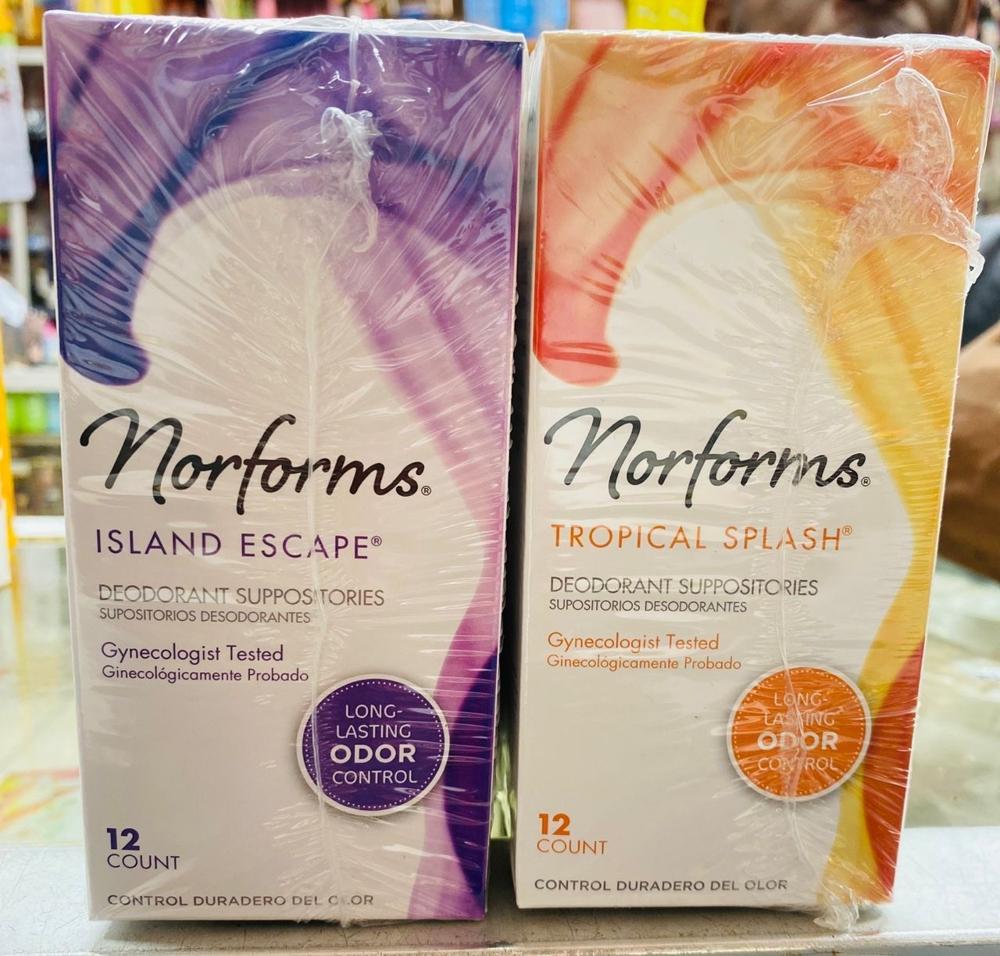 Norforms®
ISLAND ESCAPE®
DEODORANT SUPPOSITORIES
SUPOSITORIOS DESODORANTES
Gynecologist Tested
Ginecológicamente Probado
LONG-
LASTING
ODOR
CONTROL
12
COUNT
CONTROL DURADERO DEL OLOR
Norforms®
TROPICAL SPLASH®
DEODORANT SUPPOSITORIES
SUPOSITORIOS DESODORANTES
Gynecologist Tested
Ginecológicamente Probado
LONG-
LASTING
ODOR
CONTROL
12
COUNT
CONTROL DURADERO DEL OLOR